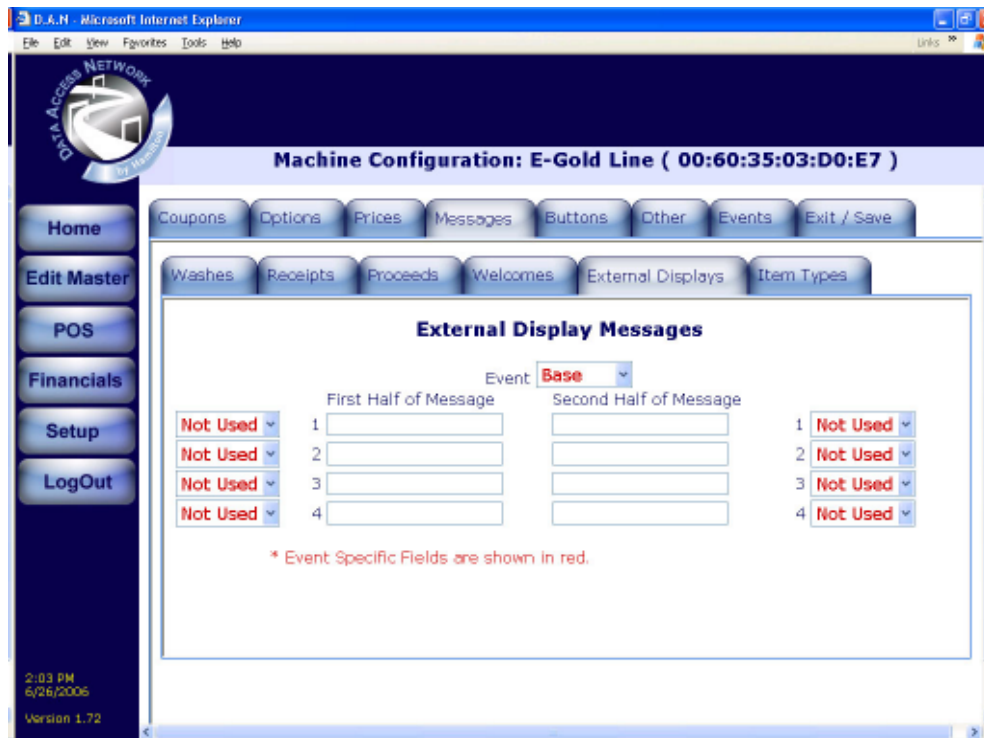 D.A.N - Microsoft Internet Explorer
File Edit View Favorites Tools Help
Links »
DATA ACCESS NETWORK
by Hamilton
Machine Configuration: E-Gold Line ( 00:60:35:03:D0:E7 )
Home
Edit Master
POS
Financials
Setup
LogOut
Coupons Options Prices Messages Buttons Other Events Exit / Save
Washes Receipts Proceeds Welcomes External Displays Item Types
External Display Messages
Event Base
First Half of Message Second Half of Message
Not Used 1 1 Not Used
Not Used 2 2 Not Used
Not Used 3 3 Not Used
Not Used 4 4 Not Used
* Event Specific Fields are shown in red.
2:03 PM
6/26/2006
Version 1.72